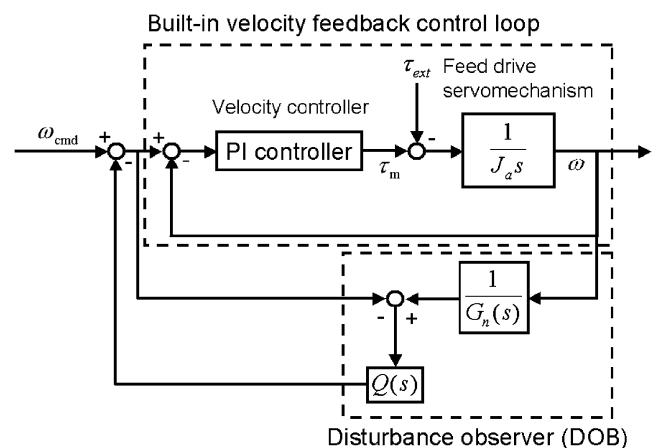 Built-in velocity feedback control loop
τ_ext
Feed drive
servomechanism
Velocity controller
ω_cmd
+
-
+
-
PI controller
τ_m
-
1
J_a s
ω
1
G_n(s)
-
+
Q(s)
Disturbance observer (DOB)